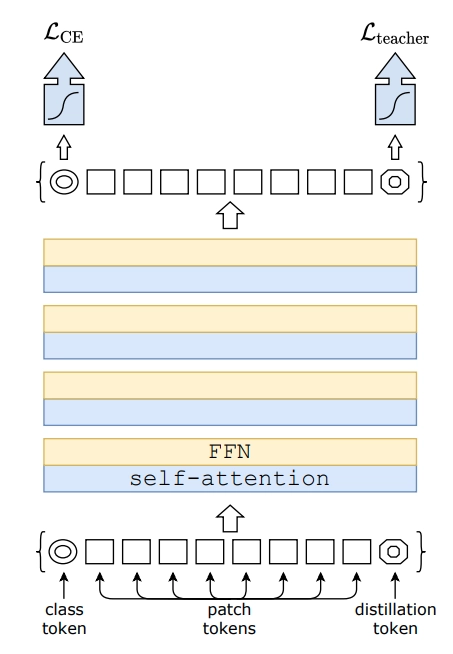 ℒCE
ℒteacher
FFN
self-attention
class
token
patch
tokens
distillation
token